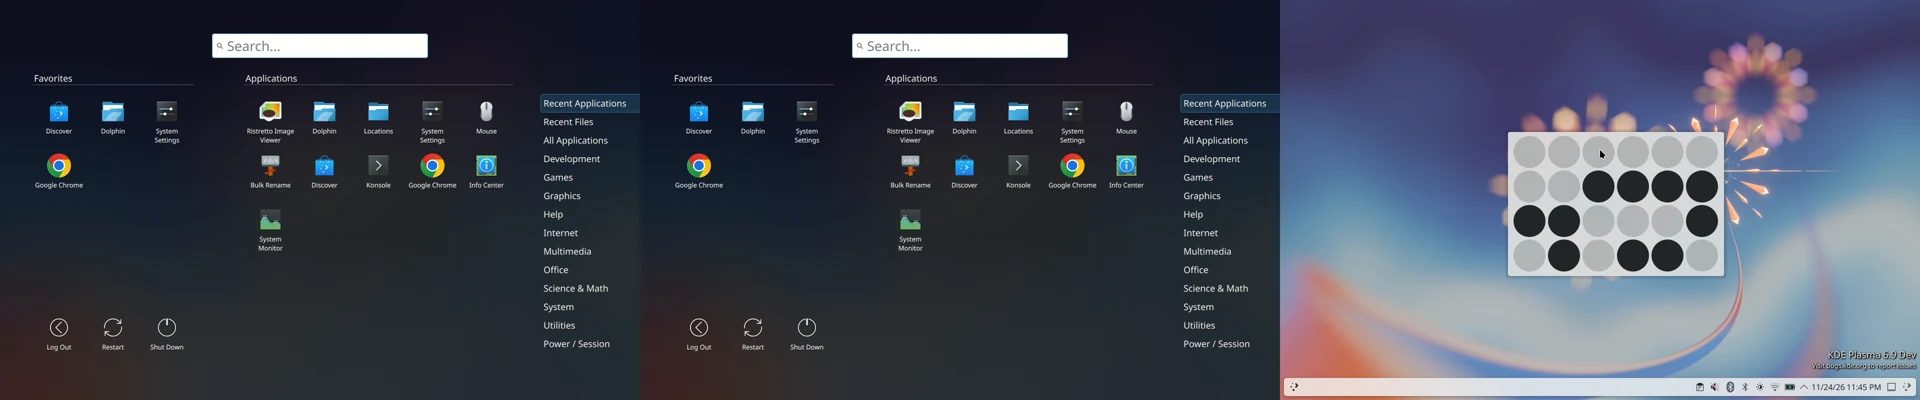 Search...
Favorites
Applications
Discover
Dolphin
System
Settings
Google Chrome
Ristretto Image
Viewer
Dolphin
Locations
System
Settings
Mouse
Bulk Rename
Discover
Konsole
Google Chrome
Info Center
System
Monitor
Recent Applications
Recent Files
All Applications
Development
Games
Graphics
Help
Internet
Multimedia
Office
Science & Math
System
Utilities
Power / Session
Log Out
Restart
Shut Down
Search...
Favorites
Applications
Discover
Dolphin
System
Settings
Google Chrome
Ristretto Image
Viewer
Dolphin
Locations
System
Settings
Mouse
Bulk Rename
Discover
Konsole
Google Chrome
Info Center
System
Monitor
Recent Applications
Recent Files
All Applications
Development
Games
Graphics
Help
Internet
Multimedia
Office
Science & Math
System
Utilities
Power / Session
Log Out
Restart
Shut Down
KDE Plasma 6.9 Dev
Visit bugs.kde.org to report issues
11/24/26 11:45 PM